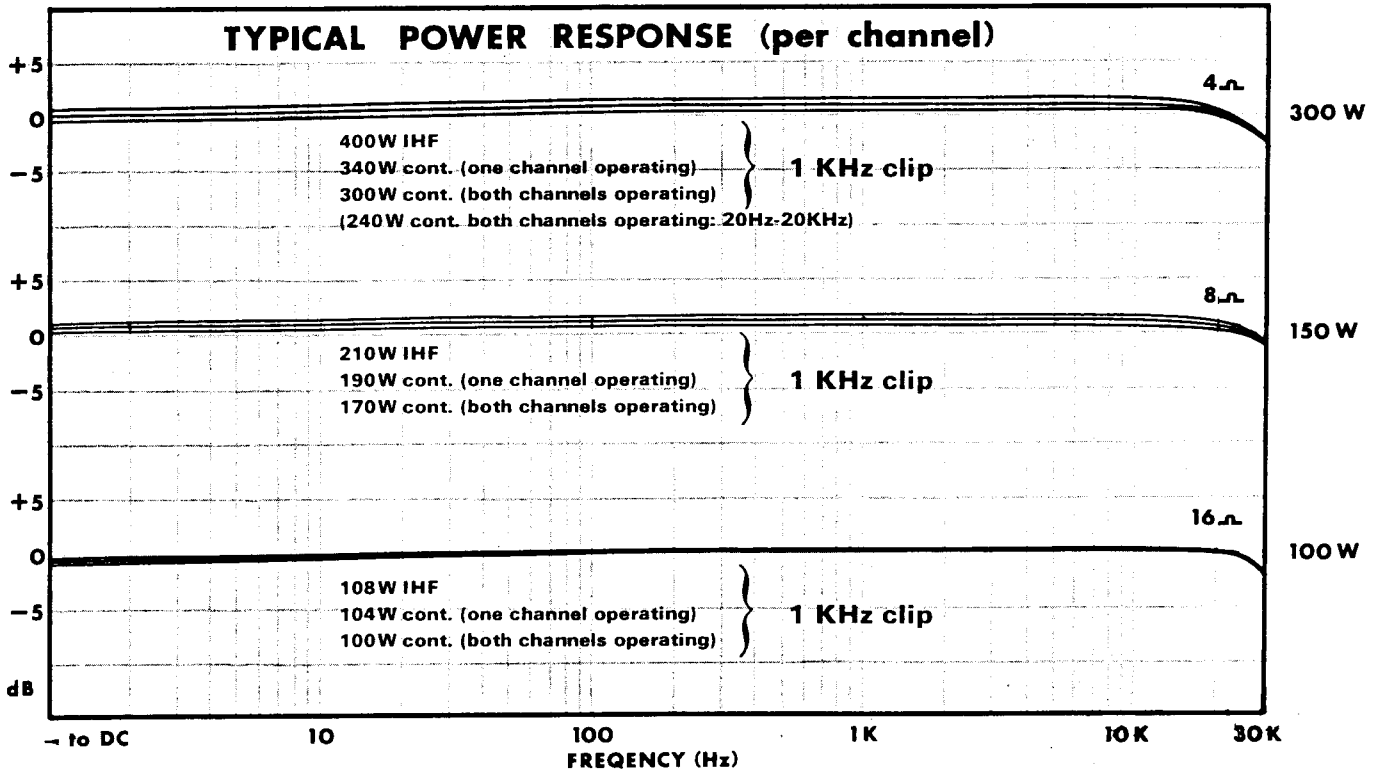 TYPICAL POWER RESPONSE (per channel)
+5
4Ω
0
300 W
400W IHF
340W cont. (one channel operating)
−5
1 KHz clip
300W cont. (both channels operating)
(240W cont. both channels operating: 20Hz-20KHz)
+5
8Ω
0
150 W
210W IHF
190W cont. (one channel operating)
1 KHz clip
−5
170W cont. (both channels operating)
+5
16Ω
0
100 W
108W IHF
−5
104W cont. (one channel operating)
1 KHz clip
100W cont. (both channels operating)
dB
→ to DC 10 100 1K 10K 30K
FREQENCY (Hz)